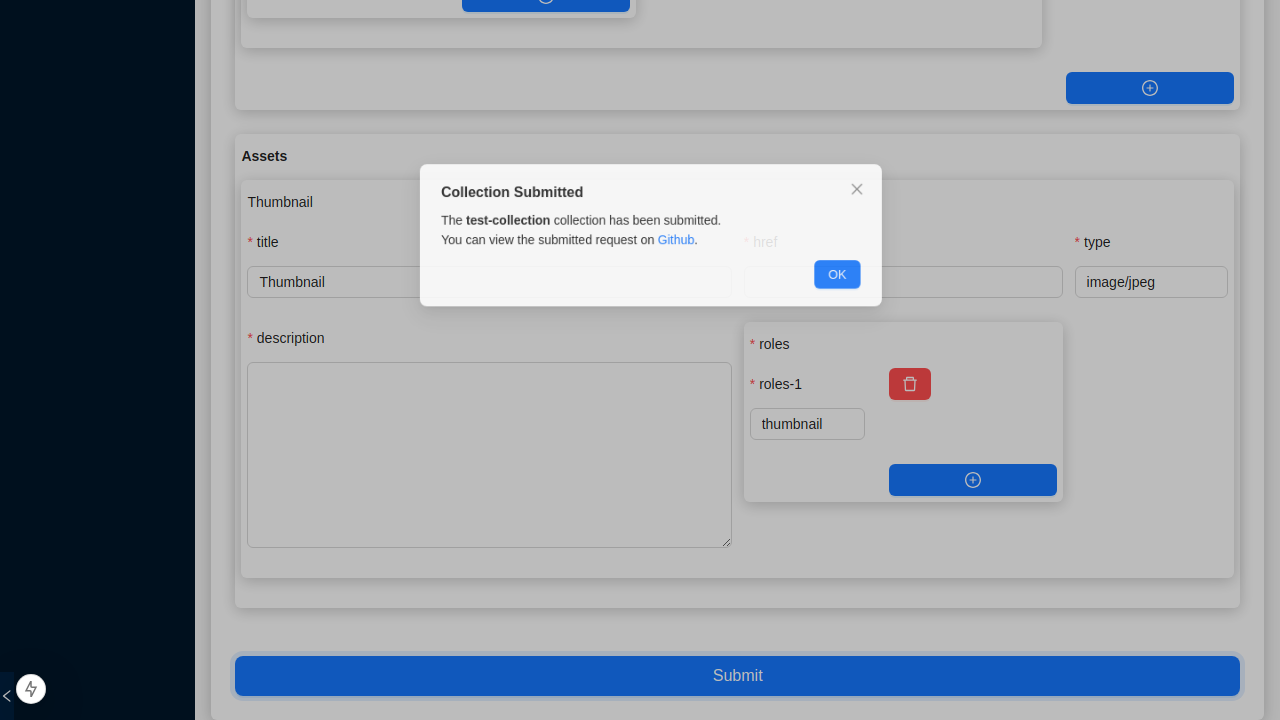 Assets
Collection Submitted
The test-collection collection has been submitted.
You can view the submitted request on Github.
OK
Thumbnail
* title
* href
* type
Thumbnail
image/jpeg
* description
* roles
* roles-1
thumbnail
Submit